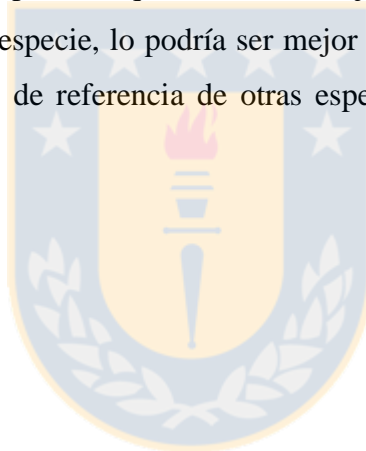 especie, lo podría ser mejor
de referencia de otras espe